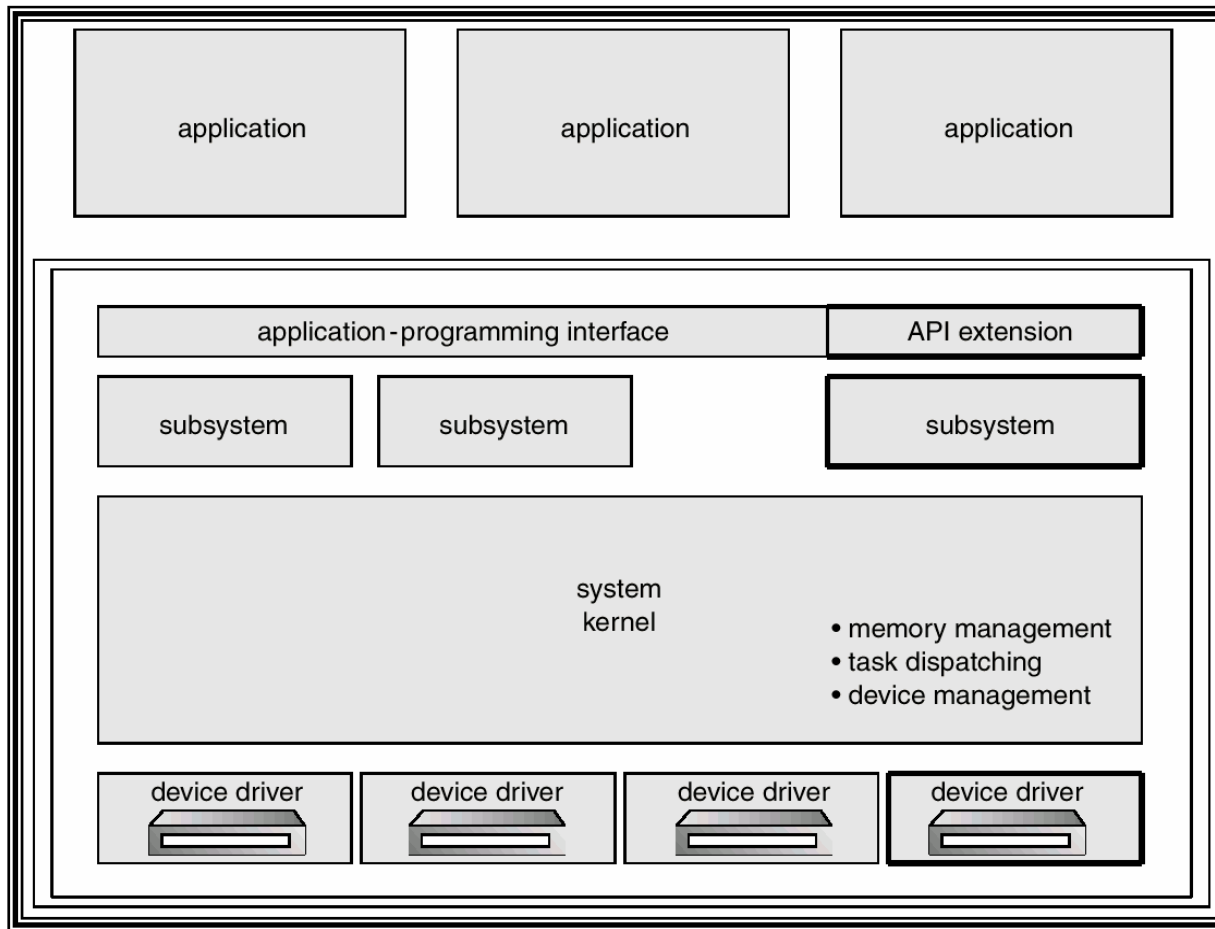 application
application
application
application-programming interface
API extension
subsystem
subsystem
subsystem
system
kernel
• memory management
• task dispatching
• device management
device driver
device driver
device driver
device driver